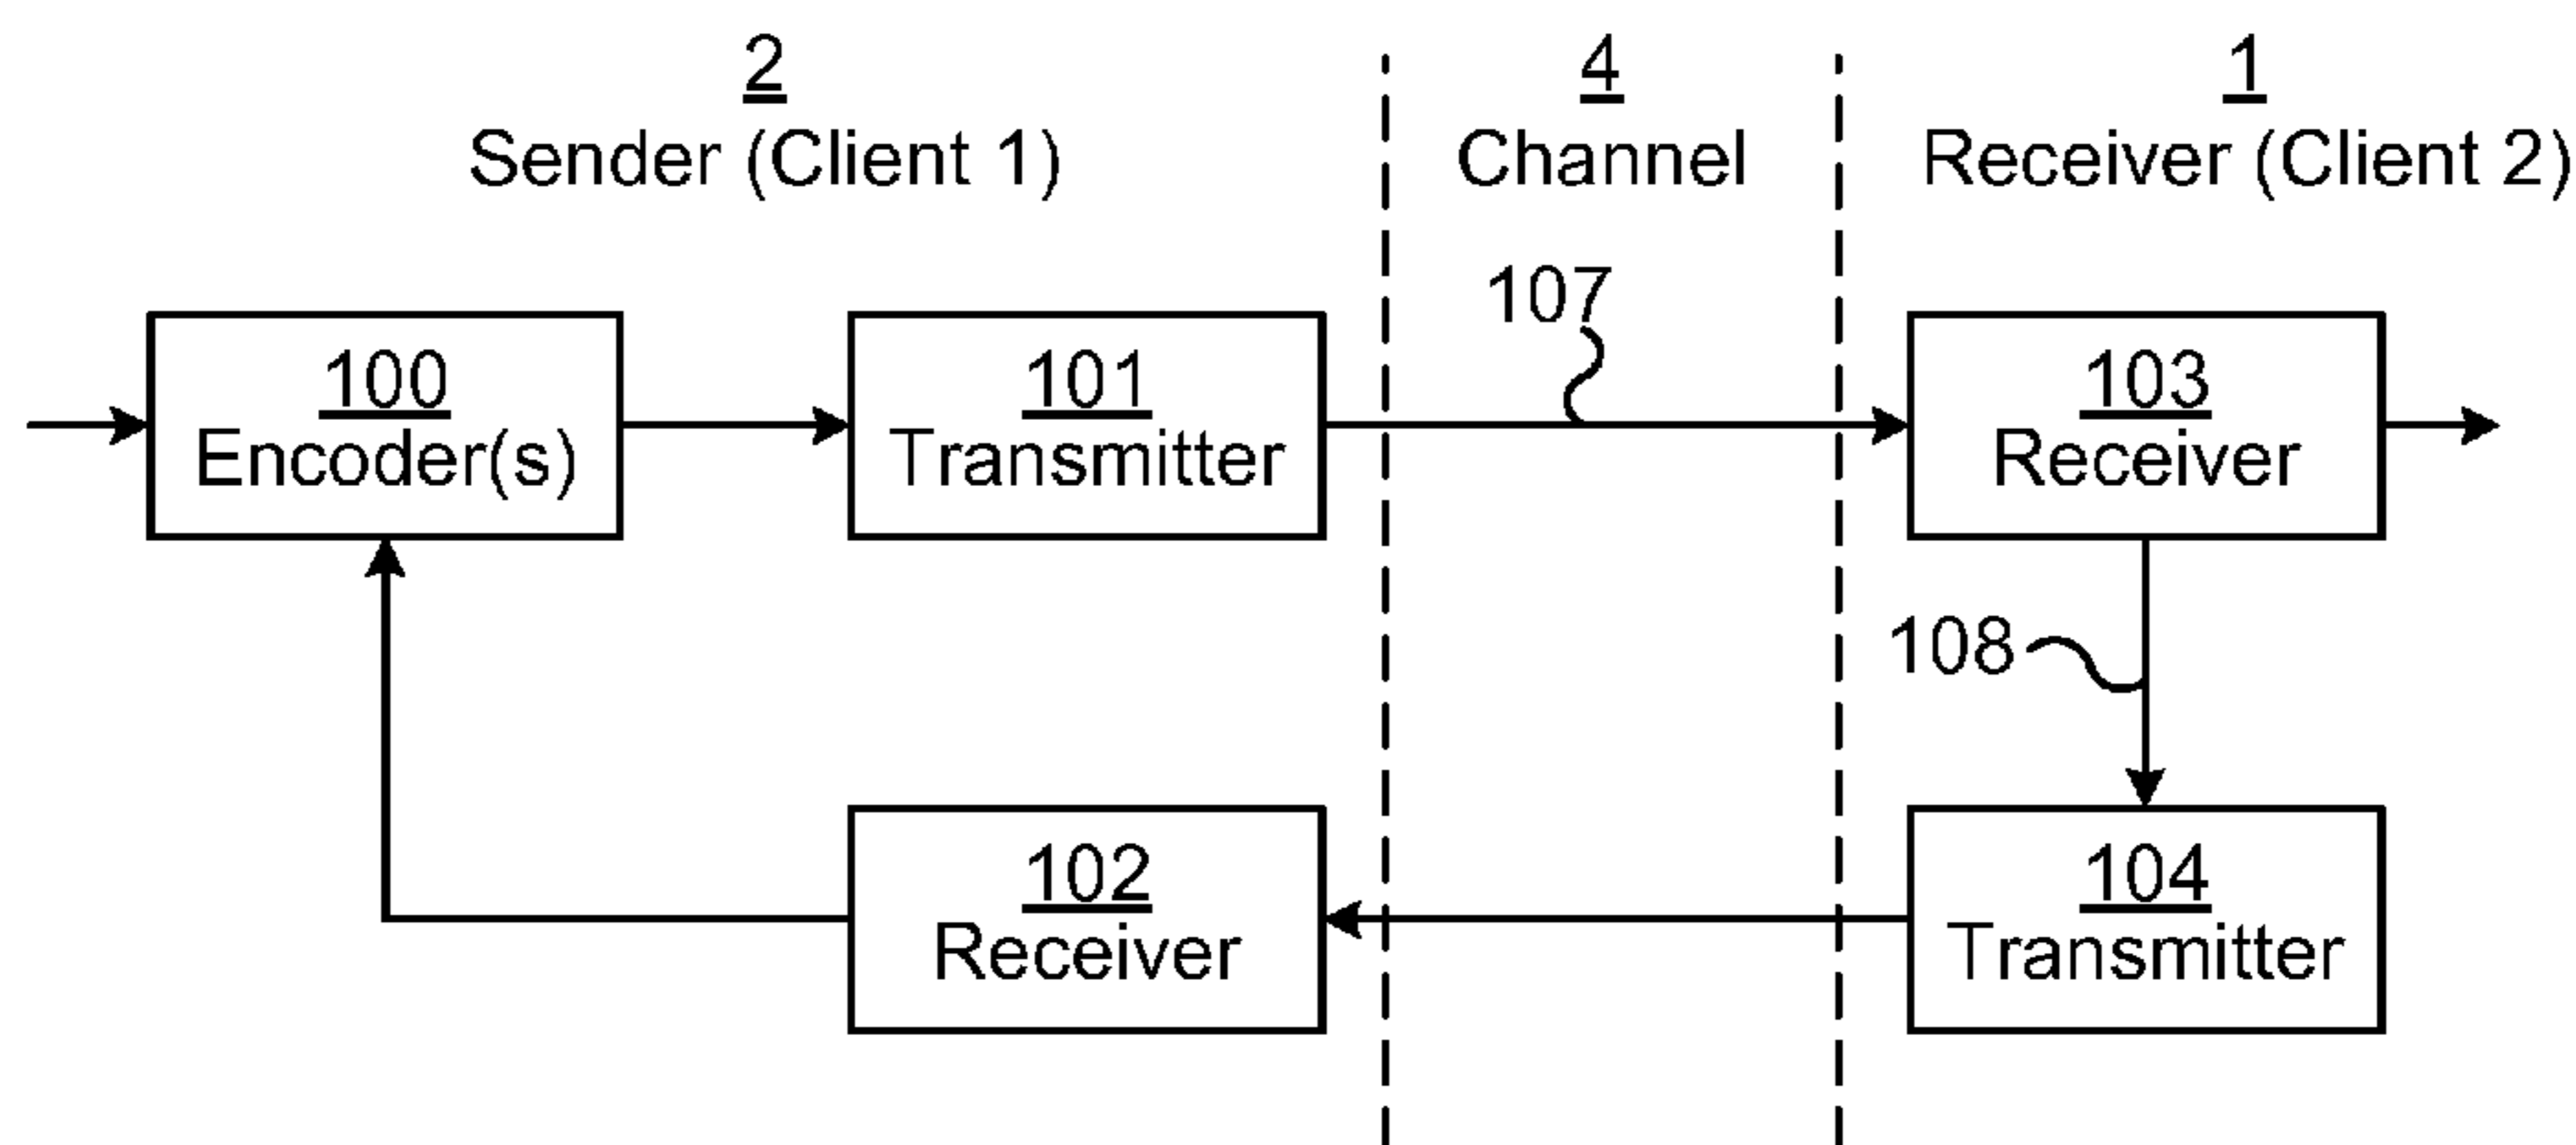 2
Sender (Client 1)
4
Channel
1
Receiver (Client 2)
107
100
Encoder(s)
101
Transmitter
103
Receiver
108
102
Receiver
104
Transmitter